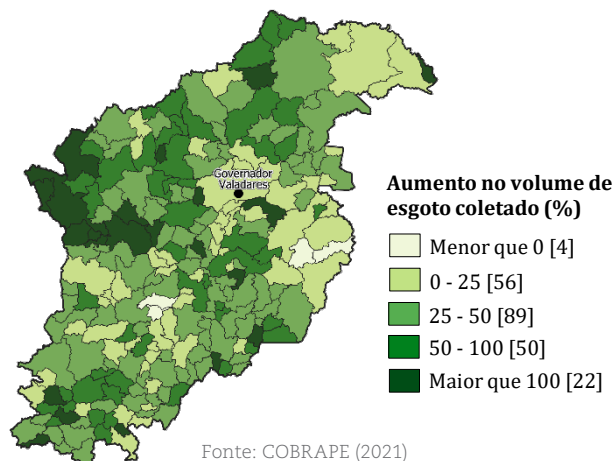 Governador
Valadares
Aumento no volume de
esgoto coletado (%)
Menor que 0 [4]
0 - 25 [56]
25 - 50 [89]
50 - 100 [50]
Maior que 100 [22]
Fonte: COBRAPE (2021)